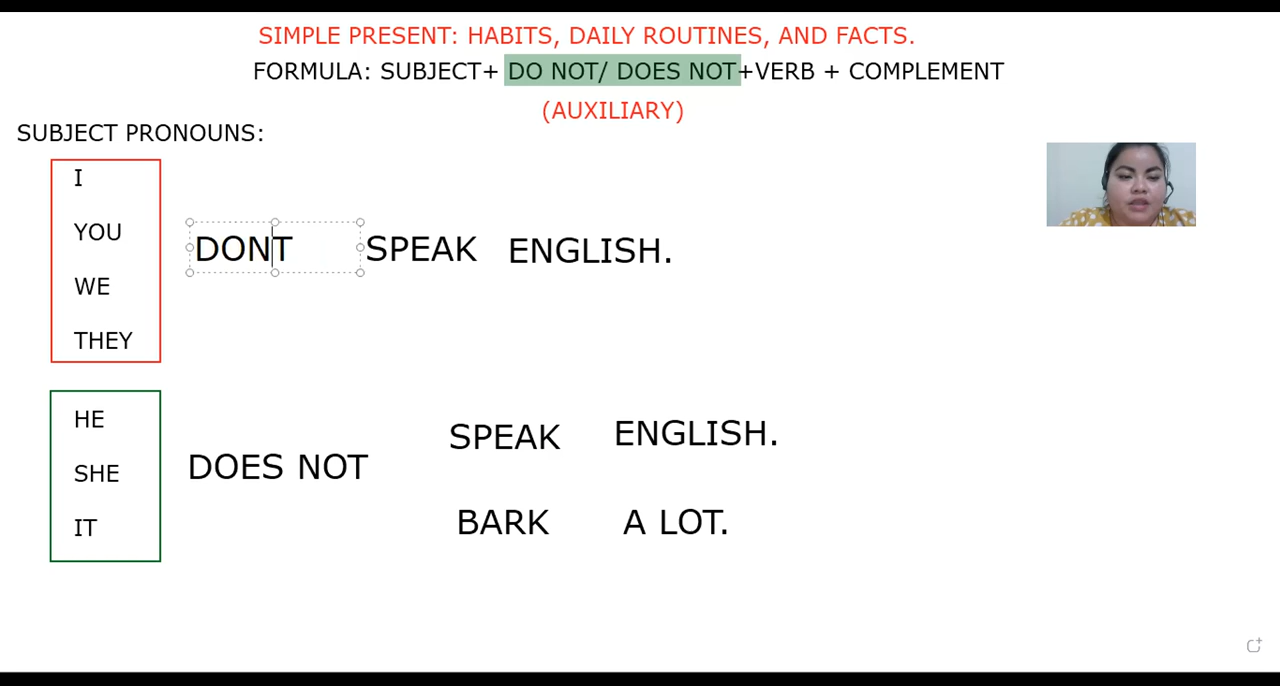 SIMPLE PRESENT: HABITS, DAILY ROUTINES, AND FACTS.
FORMULA: SUBJECT+ DO NOT/ DOES NOT+VERB + COMPLEMENT
(AUXILIARY)
SUBJECT PRONOUNS:
I
YOU
WE
THEY
DONT SPEAK ENGLISH.
HE
SHE
IT
DOES NOT
SPEAK ENGLISH.
BARK A LOT.